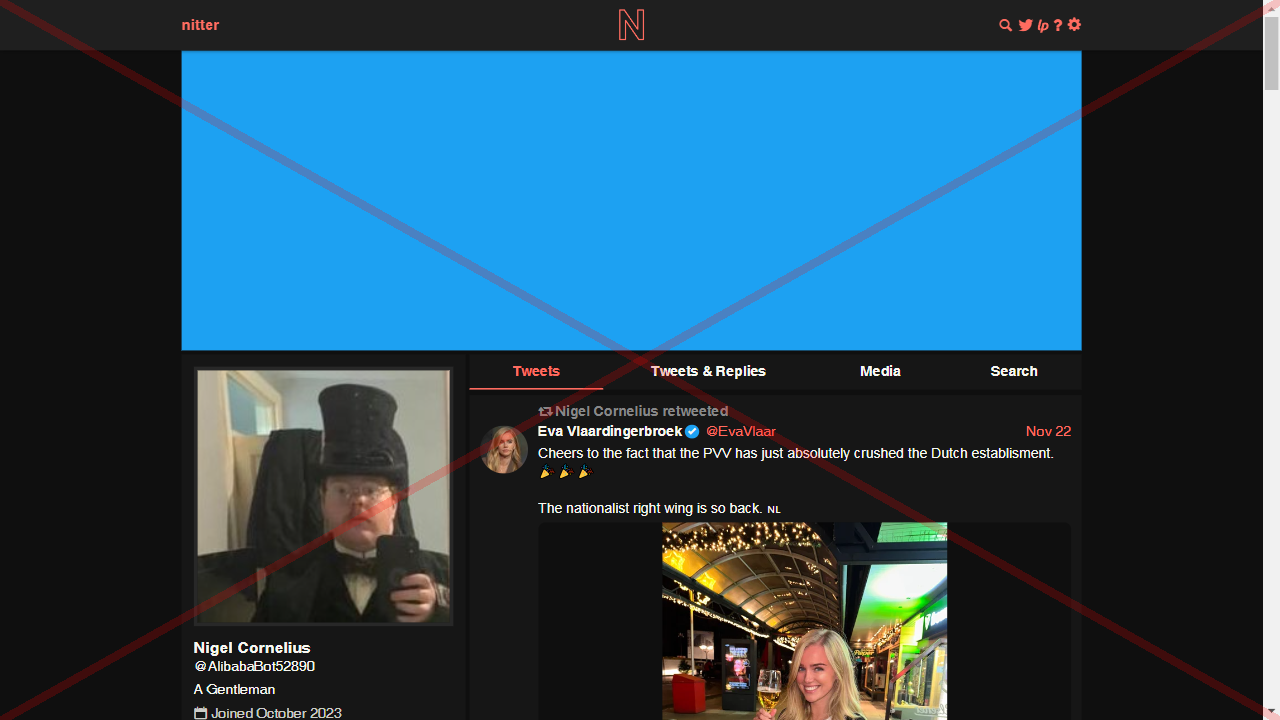 nitter
N
lp ?
Tweets
Tweets & Replies
Media
Search
Nigel Cornelius retweeted
Eva Vlaardingerbroek @EvaVlaar Nov 22
Cheers to the fact that the PVV has just absolutely crushed the Dutch establisment.
🎉 🎉 🎉
The nationalist right wing is so back. NL
Nigel Cornelius
@AlibabaBot52890
A Gentleman
Joined October 2023